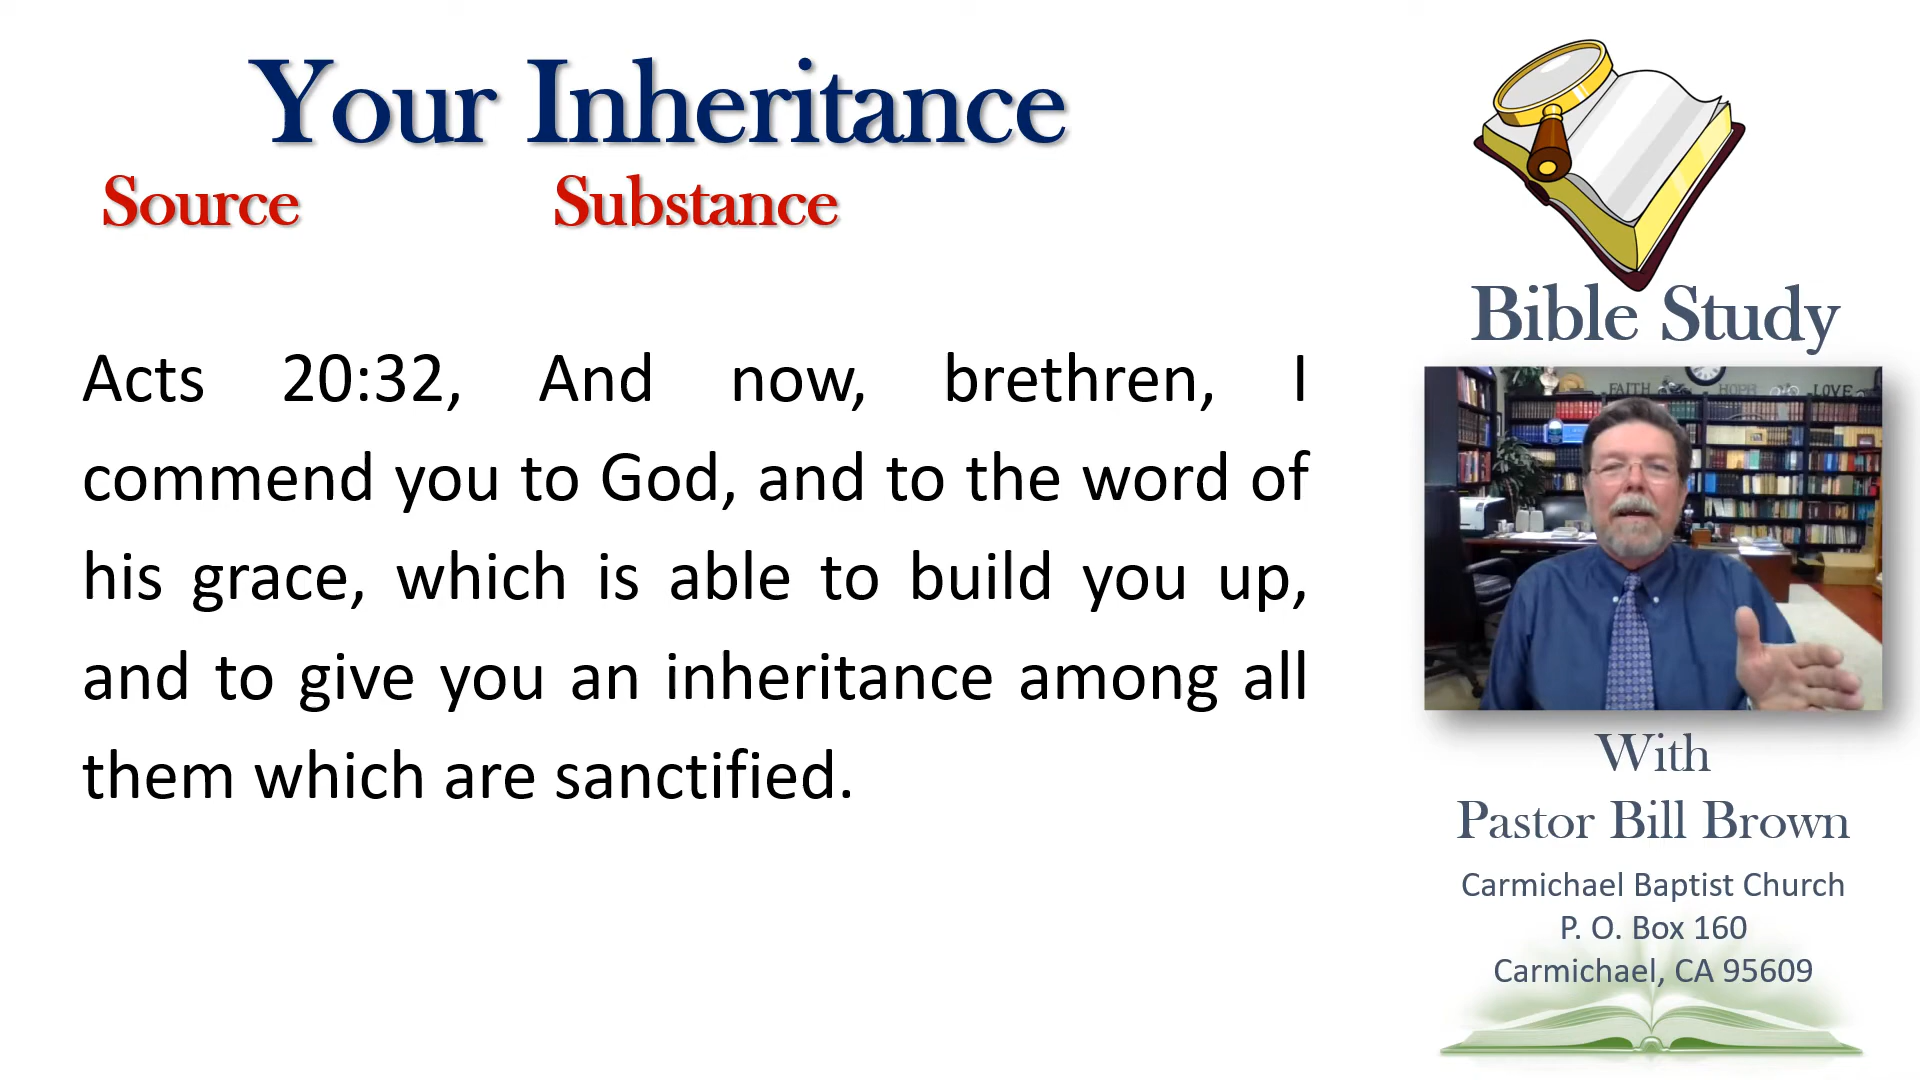 Your Inheritance
Source Substance
Acts 20:32, And now, brethren, I
commend you to God, and to the word of
his grace, which is able to build you up,
and to give you an inheritance among all
them which are sanctified.
Bible Study
FAITH HOPE LOVE
With
Pastor Bill Brown
Carmichael Baptist Church
P. O. Box 160
Carmichael, CA 95609